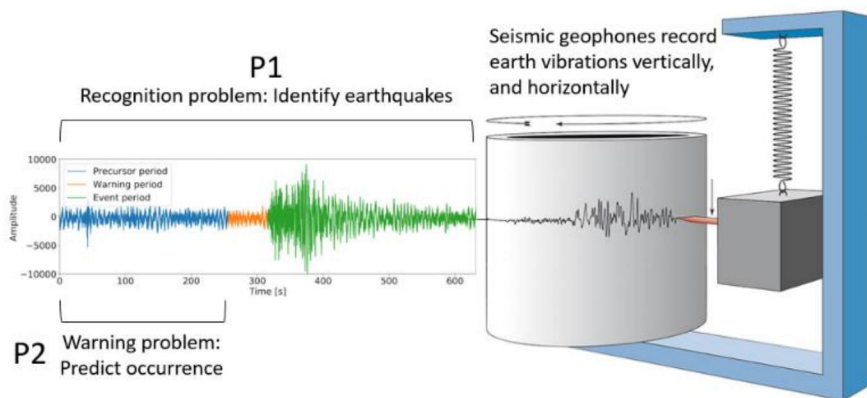 P1
Recognition problem: Identify earthquakes
Seismic geophones record
earth vibrations vertically,
and horizontally
10000
5000
0
−5000
−10000
Amplitude
Precursor period
Warning period
Event period
0 100 200 300 400 500 600
Time [s]
P2
Warning problem:
Predict occurrence